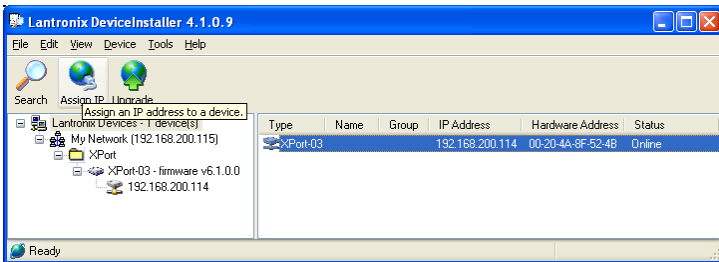 Lantronix DeviceInstaller 4.1.0.9
File Edit View Device Tools Help
Search Assign IP Upgrade
Assign an IP address to a device.
Lantronix Devices - 1 device(s)
My Network (192.168.200.115)
XPort
XPort-03 - firmware v6.1.0.0
192.168.200.114
Type Name Group IP Address Hardware Address Status
XPort-03 192.168.200.114 00-20-4A-8F-52-4B Online
Ready